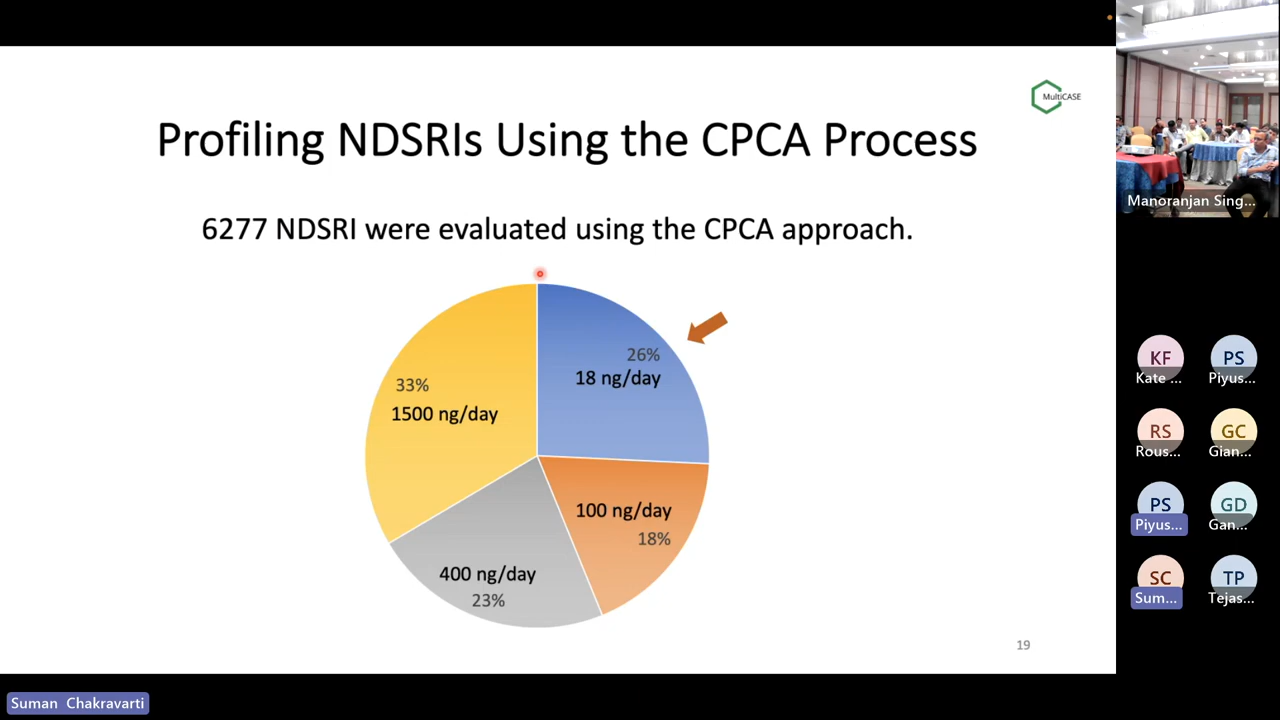 MultiCASE
Profiling NDSRIs Using the CPCA Process
6277 NDSRI were evaluated using the CPCA approach.
26%
18 ng/day
33%
1500 ng/day
100 ng/day
18%
400 ng/day
23%
19
Suman Chakravarti
Manoranjan Sing...
KF
PS
Kate ...
Piyus...
RS
GC
Rous...
Gian...
PS
GD
Piyus...
Gan...
SC
TP
Sum...
Tejas...